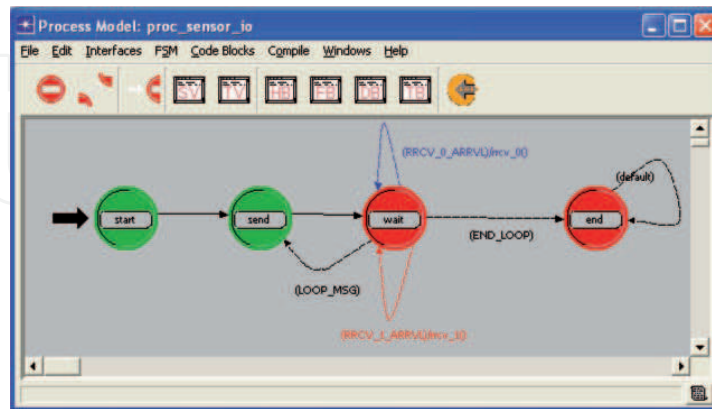 Process Model: proc_sensor_io
File Edit Interfaces FSM Code Blocks Compile Windows Help
SV TV HB FB DB TB
(RRCV_0_ARRVL)/rcv_0()
(default)
start send wait end
(END_LOOP)
(LOOP_MSG)
(RRCV_1_ARRVL)/rcv_1()